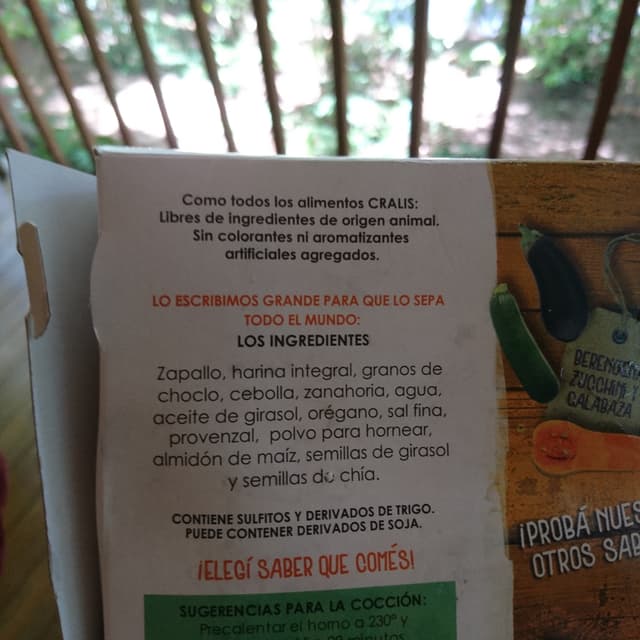 Como todos los alimentos CRALIS:
Libres de ingredientes de origen animal.
Sin colorantes ni aromatizantes
artificiales agregados.
LO ESCRIBIMOS GRANDE PARA QUE LO SEPA
TODO EL MUNDO:
LOS INGREDIENTES
Zapallo, harina integral, granos de
choclo, cebolla, zanahoria, agua,
aceite de girasol, orégano, sal fina,
provenzal, polvo para hornear,
almidón de maíz, semillas de girasol
y semillas de chía.
CONTIENE SULFITOS Y DERIVADOS DE TRIGO.
PUEDE CONTENER DERIVADOS DE SOJA.
¡ELEGÍ SABER QUE COMÉS!
SUGERENCIAS PARA LA COCCIÓN:
Precalentar el horno a 230º y
minutos
BERENJENA
ZUCCHINI Y
CALABAZA
¡PROBÁ NUES
OTROS SAB